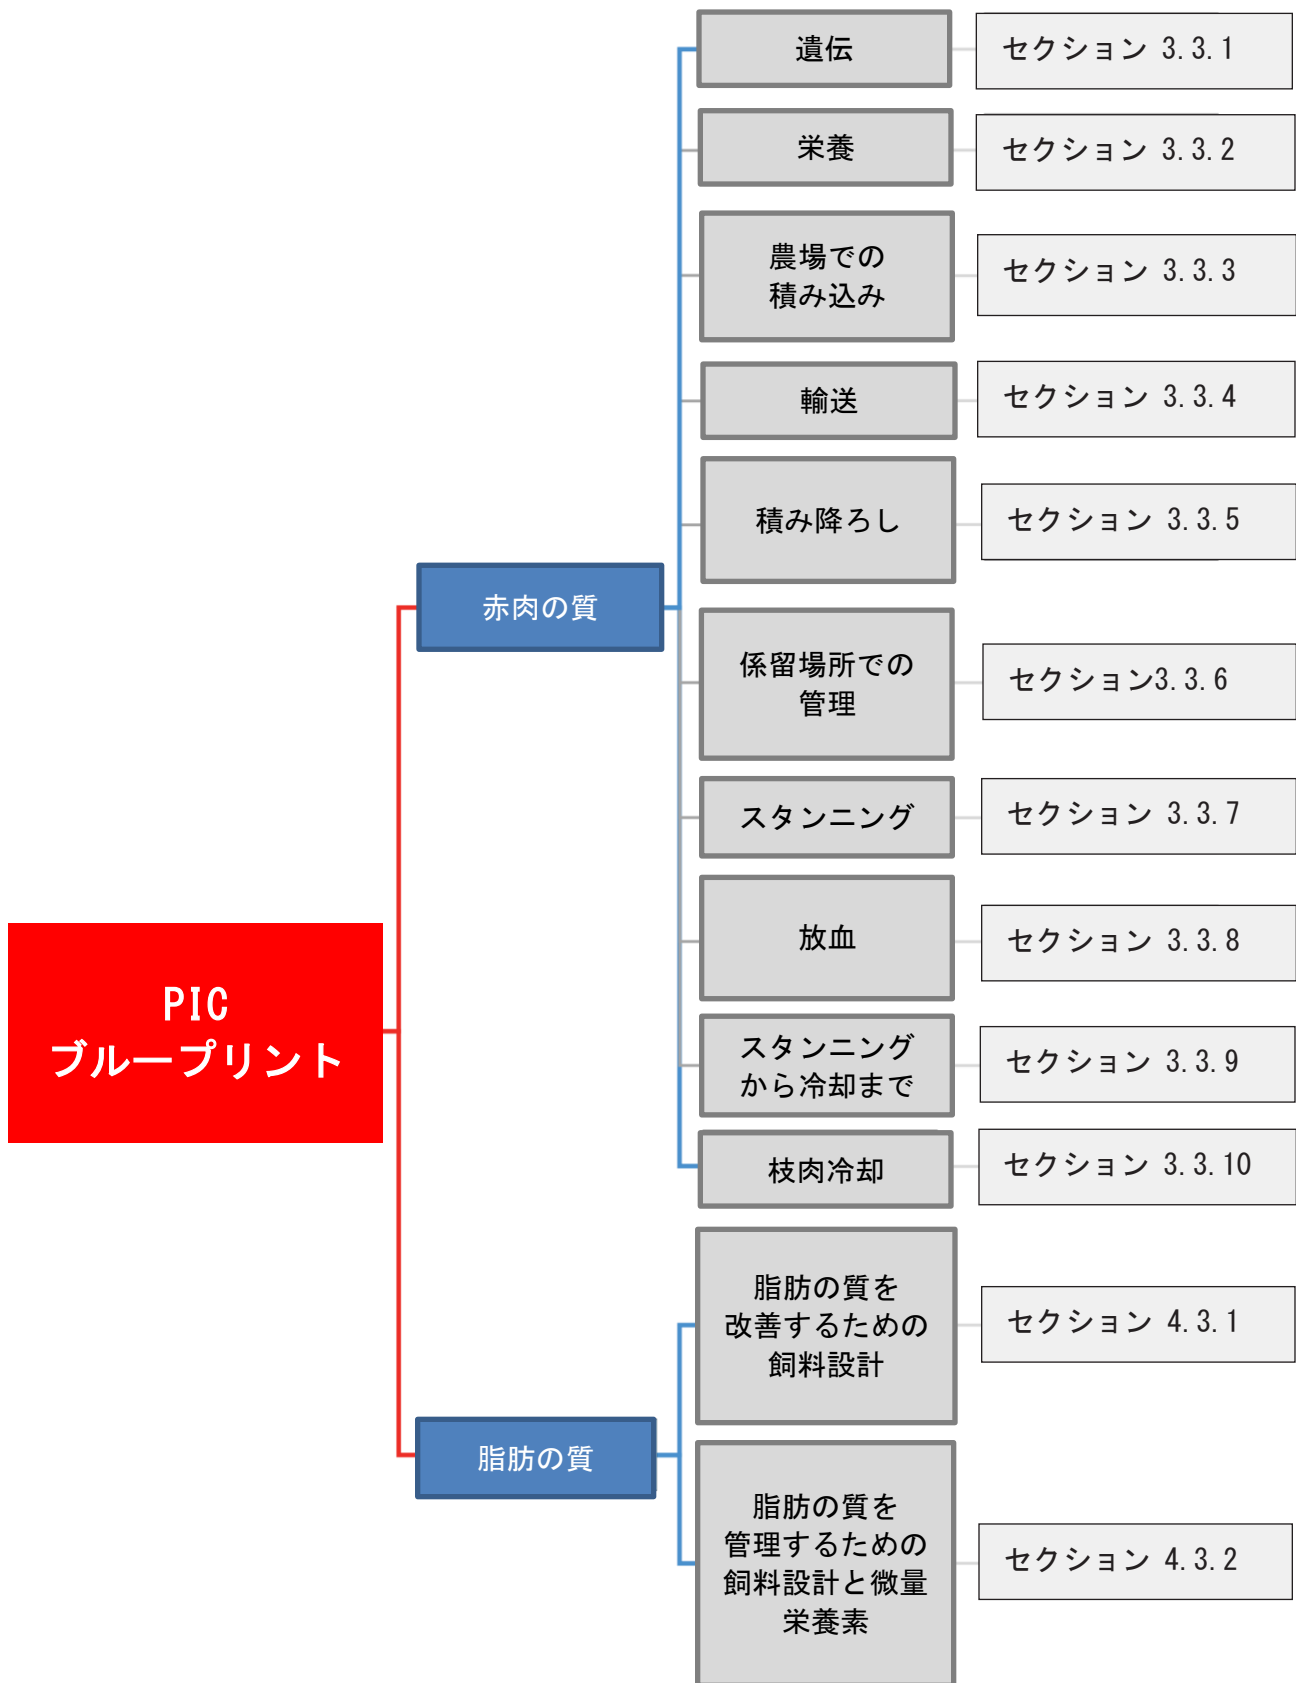 遺伝
セクション 3.3.1
栄養
セクション 3.3.2
農場での
積み込み
セクション 3.3.3
輸送
セクション 3.3.4
積み降ろし
セクション 3.3.5
赤肉の質
係留場所での
管理
セクション3.3.6
スタンニング
セクション 3.3.7
放血
セクション 3.3.8
PIC
ブループリント
スタンニング
から冷却まで
セクション 3.3.9
枝肉冷却
セクション 3.3.10
脂肪の質を
改善するための
飼料設計
セクション 4.3.1
脂肪の質
脂肪の質を
管理するための
飼料設計と微量
栄養素
セクション 4.3.2